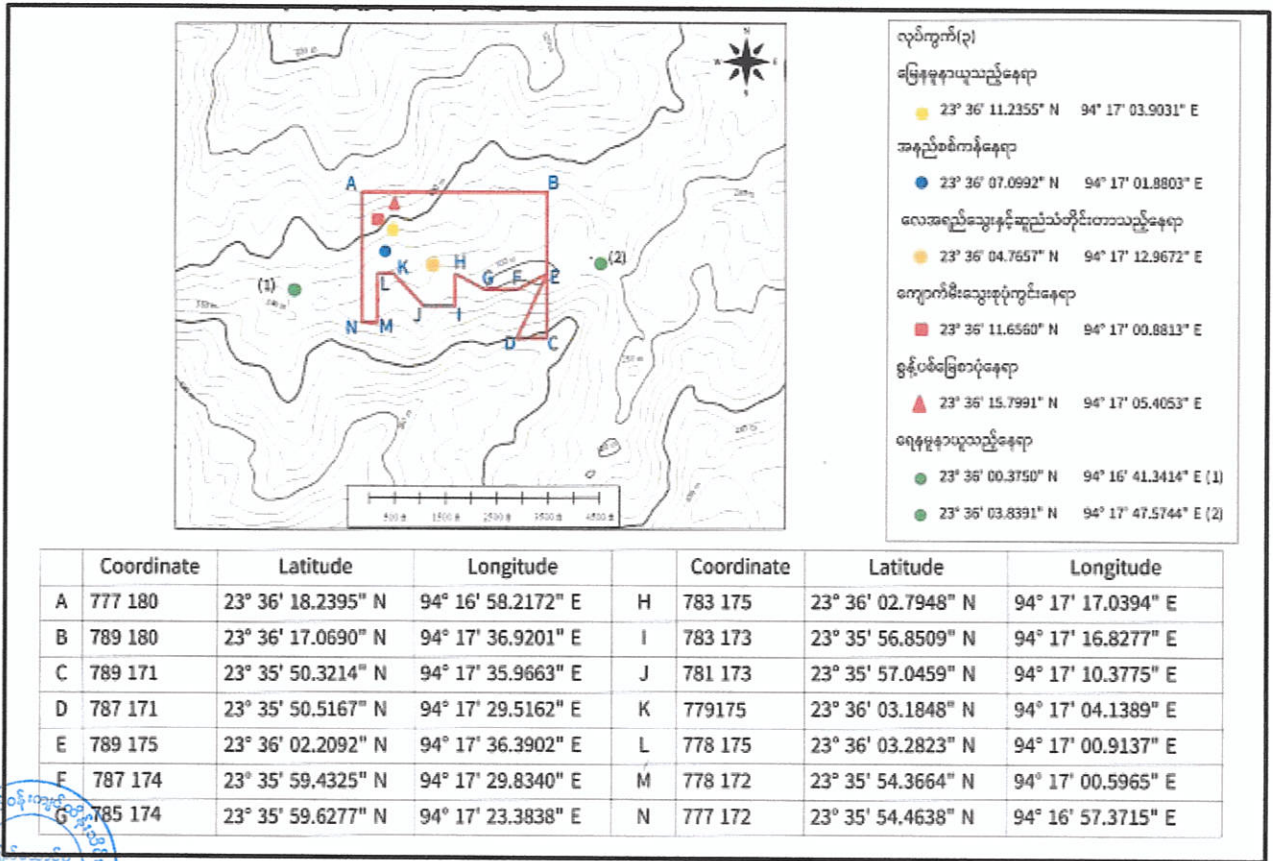 N
W E
S
A
B
(2)
K
H
L
G F E
(1)
J
I
N M
D C
500 ft 1500 ft 2500 ft 3500 ft 4500 ft
လုပ်ကွက်(၃)
မြေနမူနာယူသည့်နေရာ
23° 36' 11.2355" N 94° 17' 03.9031" E
အနည်စစ်ကန်နေရာ
23° 36' 07.0992" N 94° 17' 01.8803" E
လေအရည်သွေးနှင့်ဆူညံသံတိုင်းတာသည့်နေရာ
23° 36' 04.7657" N 94° 17' 12.9672" E
ကျောက်မီးသွေးစုပုံကွင်းနေရာ
23° 36' 11.6560" N 94° 17' 00.8813" E
စွန့်ပစ်မြေစာပုံနေရာ
23° 36' 15.7991" N 94° 17' 05.4053" E
ရေနမူနာယူသည့်နေရာ
23° 36' 00.3750" N 94° 16' 41.3414" E (1)
23° 36' 03.8391" N 94° 17' 47.5744" E (2)
Coordinate Latitude Longitude Coordinate Latitude Longitude
A 777 180 23° 36' 18.2395" N 94° 16' 58.2172" E H 783 175 23° 36' 02.7948" N 94° 17' 17.0394" E
B 789 180 23° 36' 17.0690" N 94° 17' 36.9201" E I 783 173 23° 35' 56.8509" N 94° 17' 16.8277" E
C 789 171 23° 35' 50.3214" N 94° 17' 35.9663" E J 781 173 23° 35' 57.0459" N 94° 17' 10.3775" E
D 787 171 23° 35' 50.5167" N 94° 17' 29.5162" E K 779175 23° 36' 03.1848" N 94° 17' 04.1389" E
E 789 175 23° 36' 02.2092" N 94° 17' 36.3902" E L 778 175 23° 36' 03.2823" N 94° 17' 00.9137" E
F 787 174 23° 35' 59.4325" N 94° 17' 29.8340" E M 778 172 23° 35' 54.3664" N 94° 17' 00.5965" E
G 785 174 23° 35' 59.6277" N 94° 17' 23.3838" E N 777 172 23° 35' 54.4638" N 94° 16' 57.3715" E